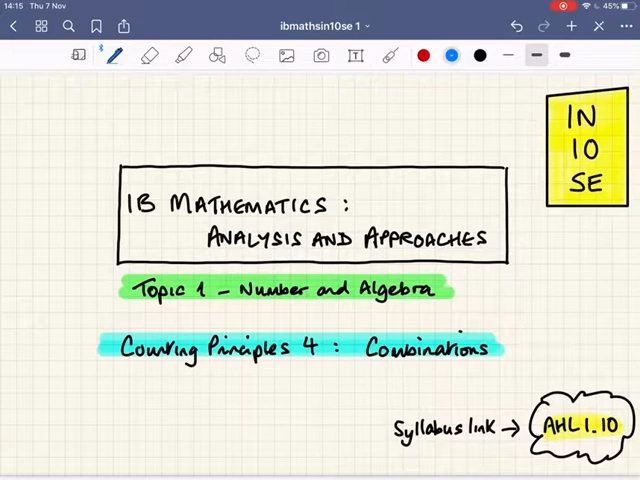 14:15 Thu 7 Nov
45%
ibmathsin10se 1
T
IN
10
SE
IB MATHEMATICS:
ANALYSIS AND APPROACHES
Topic 1 - Number and Algebra
Counting Principles 4 : Combinations
Syllabus link → AHL1.10